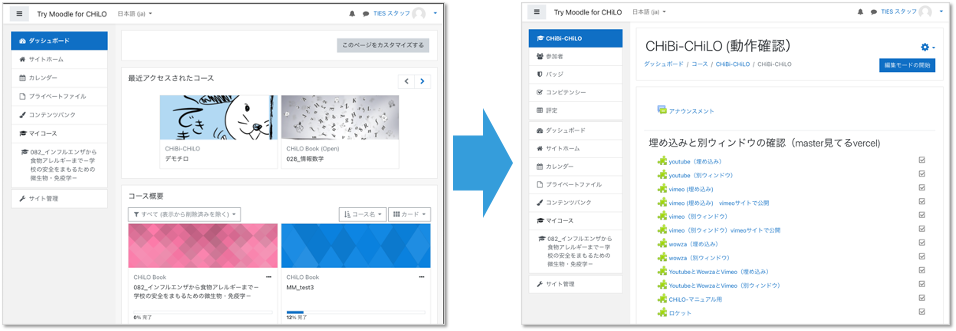 Try Moodle for CHiLO 日本語 (ja)
TIES スタッフ
ダッシュボード
サイトホーム
カレンダー
プライベートファイル
コンテンツバンク
マイコース
082_インフルエンザから
食物アレルギーまでー学
校の安全をまもるための
微生物・免疫学ー
サイト管理
このページをカスタマイズする
最近アクセスされたコース
CHiBi-CHiLO
デモチロ
CHiLO Book (Open)
028_情報数学
コース概要
すべて (表示から削除済みを除く)
コース名
カード
CHiLO Book
082_インフルエンザから食物アレルギーまでー
学校の安全をまもるための微生物・免疫学ー
0% 完了
CHiLO Book
MM_test3
12% 完了
Try Moodle for CHiLO 日本語 (ja)
TIES スタッフ
CHiBi-CHiLO
参加者
バッジ
コンピテンシー
評定
ダッシュボード
サイトホーム
カレンダー
プライベートファイル
コンテンツバンク
マイコース
082_インフルエンザから
食物アレルギーまでー学
校の安全をまもるための
微生物・免疫学ー
サイト管理
CHiBi-CHiLO (動作確認)
ダッシュボード / コース / CHiBi-CHiLO / CHiBi-CHiLO
編集モードの開始
アナウンスメント
埋め込みと別ウィンドウの確認（master見てるvercel)
youtube（埋め込み）
youtube（別ウィンドウ）
vimeo (埋め込み)
vimeo (埋め込み) vimeoサイトで公開
vimeo（別ウィンドウ）
vimeo（別ウィンドウ）vimeoサイトで公開
wowza（埋め込み）
wowza（別ウィンドウ）
YoutubeとWowzaとVimeo（埋め込み）
YoutubeとWowzaとVimeo（別ウィンドウ）
CHiLO-マニュアル用
ロケット